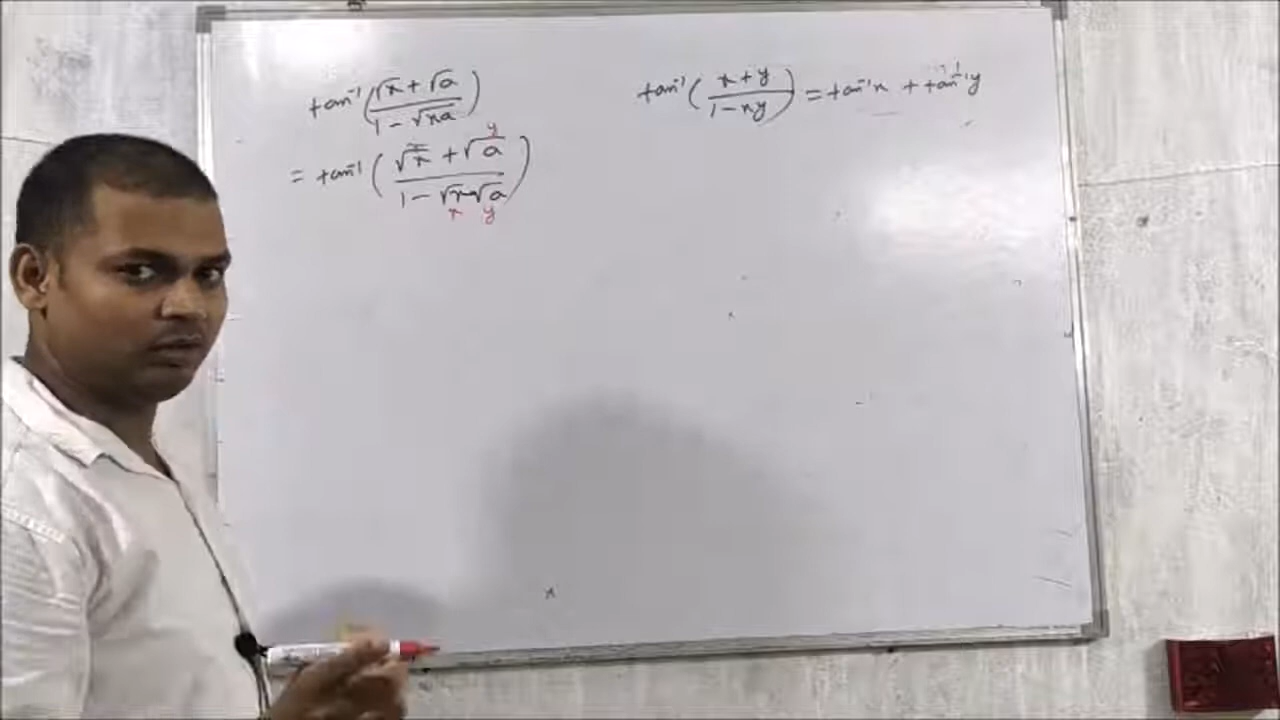 tan⁻¹(√x + √a / 1 − √xa)
= tan⁻¹(√x + √a / 1 − √x√a)
x y
x y
tan⁻¹(x + y / 1 − xy) = tan⁻¹x + tan⁻¹y